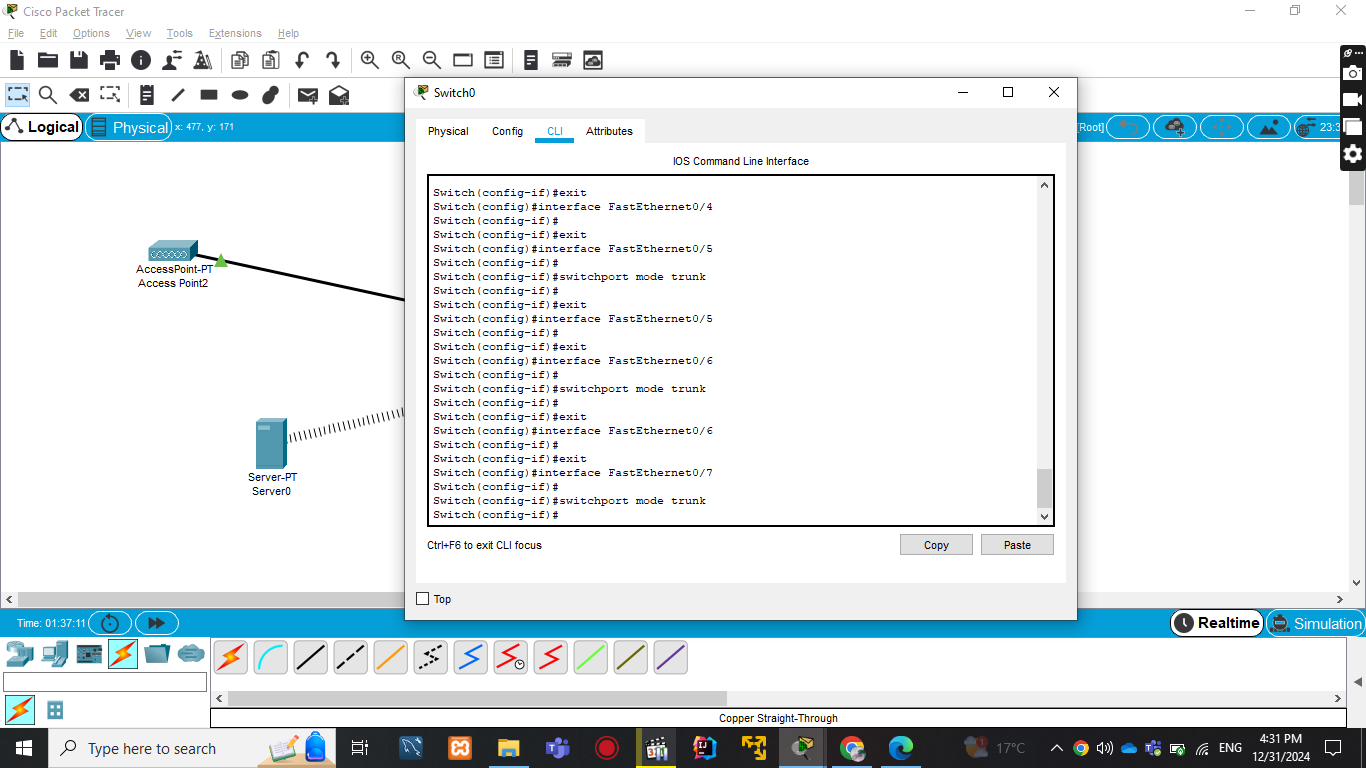 Cisco Packet Tracer
File Edit Options View Tools Extensions Help
Logical
Physical
x: 477, y: 171
[Root]
23:3
AccessPoint-PT
Access Point2
Server-PT
Server0
Switch0
Physical Config CLI Attributes
IOS Command Line Interface
Switch(config-if)#exit
Switch(config)#interface FastEthernet0/4
Switch(config-if)#
Switch(config-if)#exit
Switch(config)#interface FastEthernet0/5
Switch(config-if)#
Switch(config-if)#switchport mode trunk
Switch(config-if)#
Switch(config-if)#exit
Switch(config)#interface FastEthernet0/5
Switch(config-if)#
Switch(config-if)#exit
Switch(config)#interface FastEthernet0/6
Switch(config-if)#
Switch(config-if)#switchport mode trunk
Switch(config-if)#
Switch(config-if)#exit
Switch(config)#interface FastEthernet0/6
Switch(config-if)#
Switch(config-if)#exit
Switch(config)#interface FastEthernet0/7
Switch(config-if)#
Switch(config-if)#switchport mode trunk
Switch(config-if)#
Ctrl+F6 to exit CLI focus
Copy
Paste
Top
Time: 01:37:11
Realtime
Simulation
Copper Straight-Through
Type here to search
17°C
ENG
4:31 PM
12/31/2024